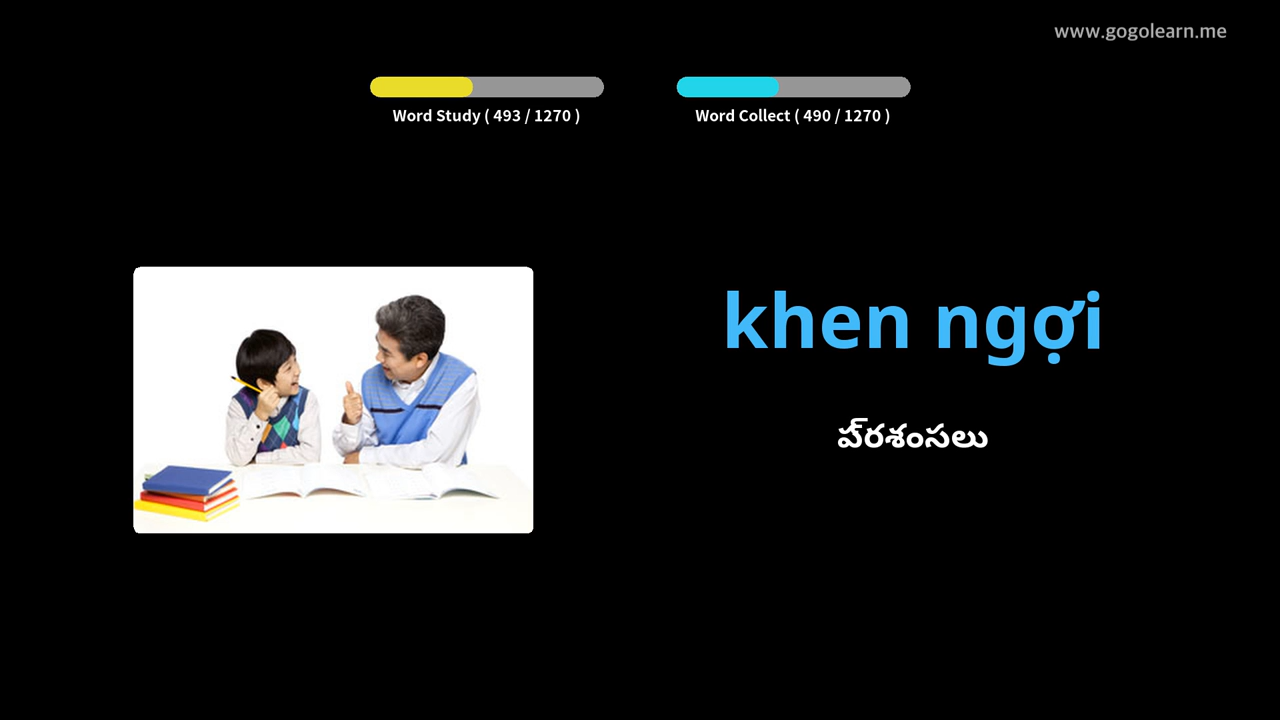 www.gogolearn.me
Word Study ( 493 / 1270 )
Word Collect ( 490 / 1270 )
khen ngợi
ప్రశంసలు